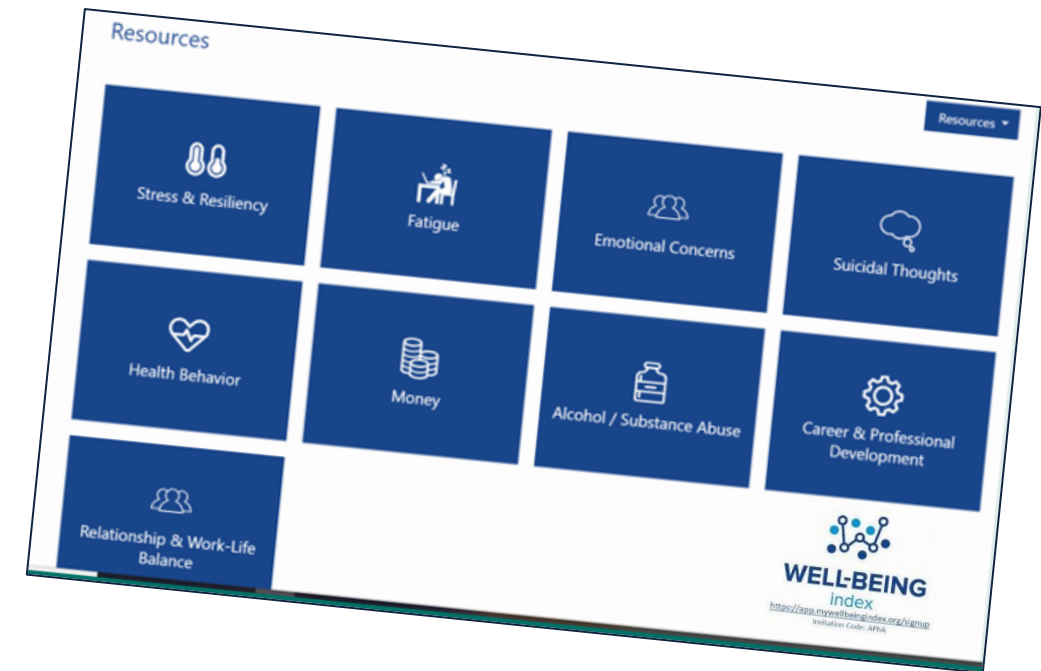 Resources
Resources
Stress & Resiliency
Fatigue
Emotional Concerns
Suicidal Thoughts
Health Behavior
Money
Alcohol / Substance Abuse
Career & Professional
Development
Relationship & Work-Life
Balance
WELL-BEING
index
https://app.mywellbeingindex.org/signup
Invitation Code: APhA